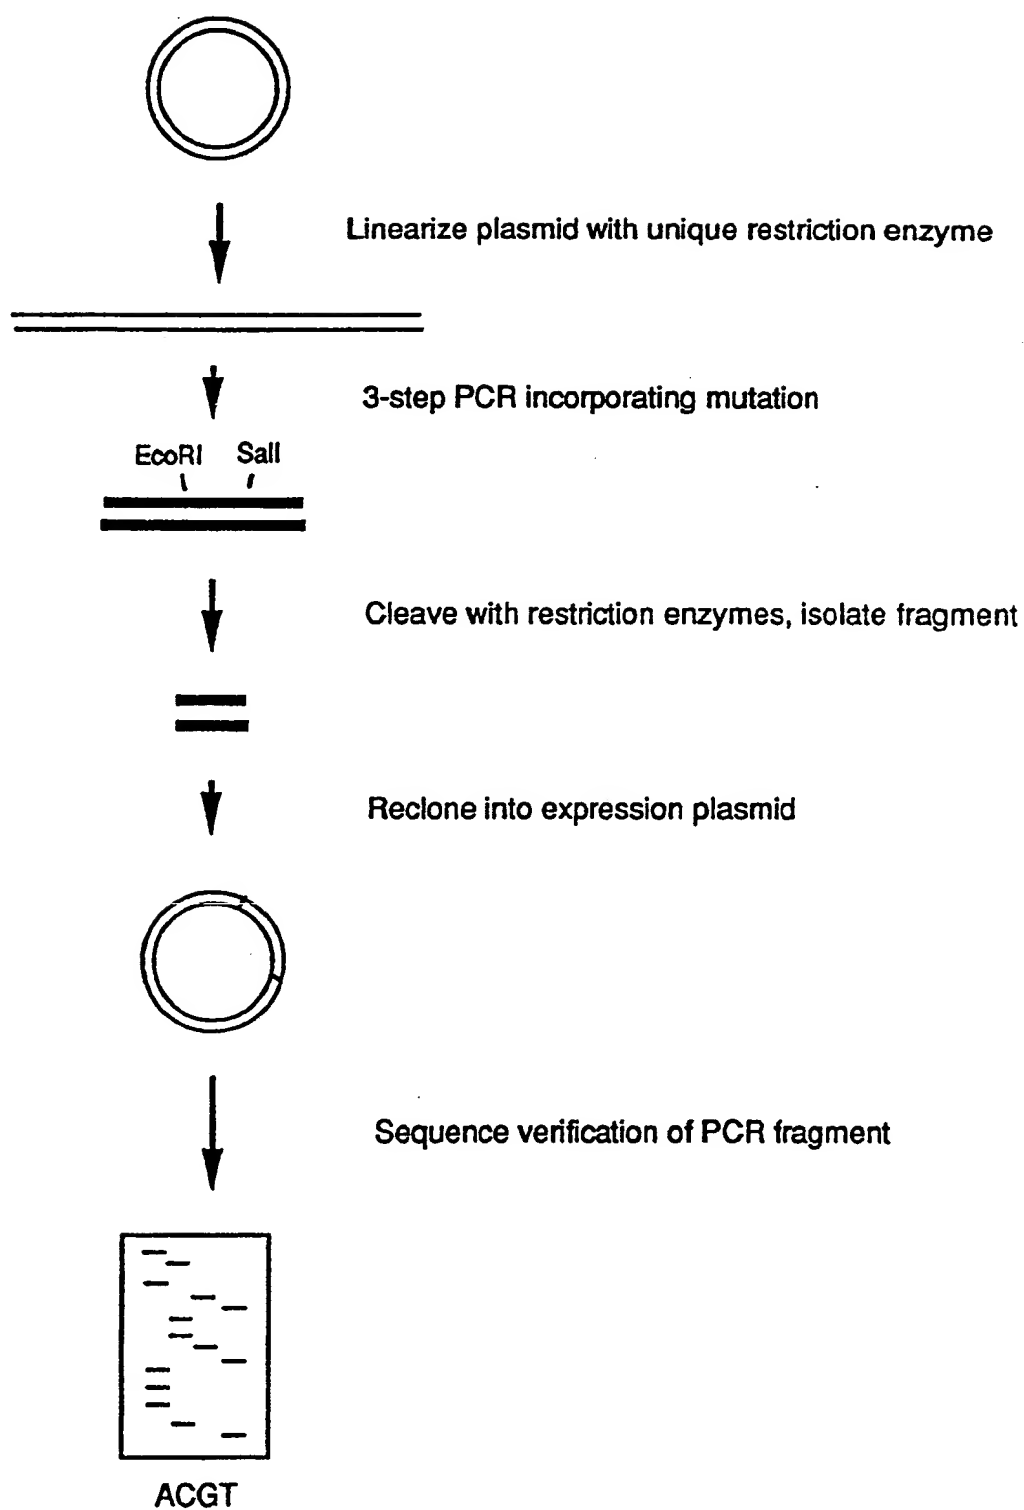 Linearize plasmid with unique restriction enzyme
3-step PCR incorporating mutation
EcoRI SalI
Cleave with restriction enzymes, isolate fragment
Reclone into expression plasmid
Sequence verification of PCR fragment
ACGT